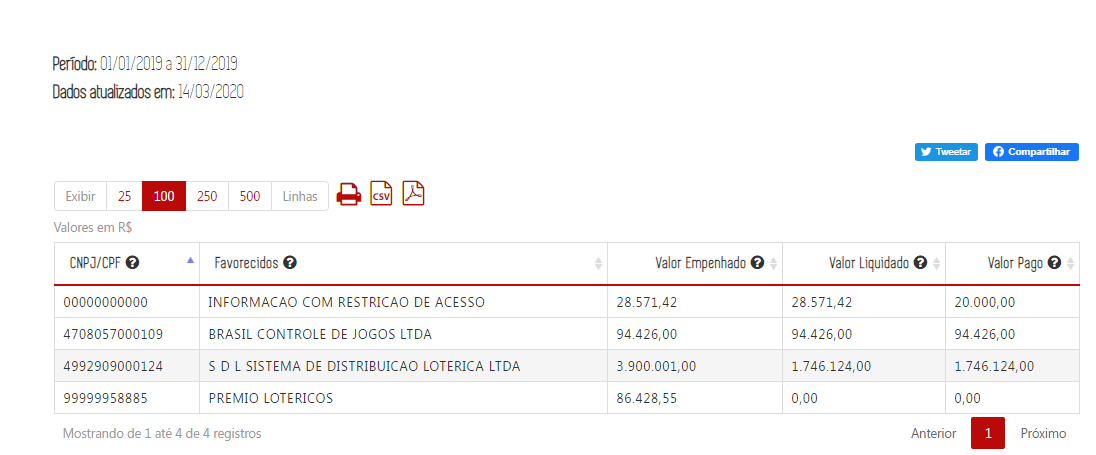 Período: 01/01/2019 a 31/12/2019
Dados atualizados em: 14/03/2020
Tweetar Compartilhar
Exibir 25 100 250 500 Linhas CSV
Valores em R$
CNPJ/CPF ? Favorecidos ? Valor Empenhado ? Valor Liquidado ? Valor Pago ?
00000000000 INFORMACAO COM RESTRICAO DE ACESSO 28.571,42 28.571,42 20.000,00
4708057000109 BRASIL CONTROLE DE JOGOS LTDA 94.426,00 94.426,00 94.426,00
4992909000124 S D L SISTEMA DE DISTRIBUICAO LOTERICA LTDA 3.900.001,00 1.746.124,00 1.746.124,00
99999958885 PREMIO LOTERICOS 86.428,55 0,00 0,00
Mostrando de 1 até 4 de 4 registros Anterior 1 Próximo